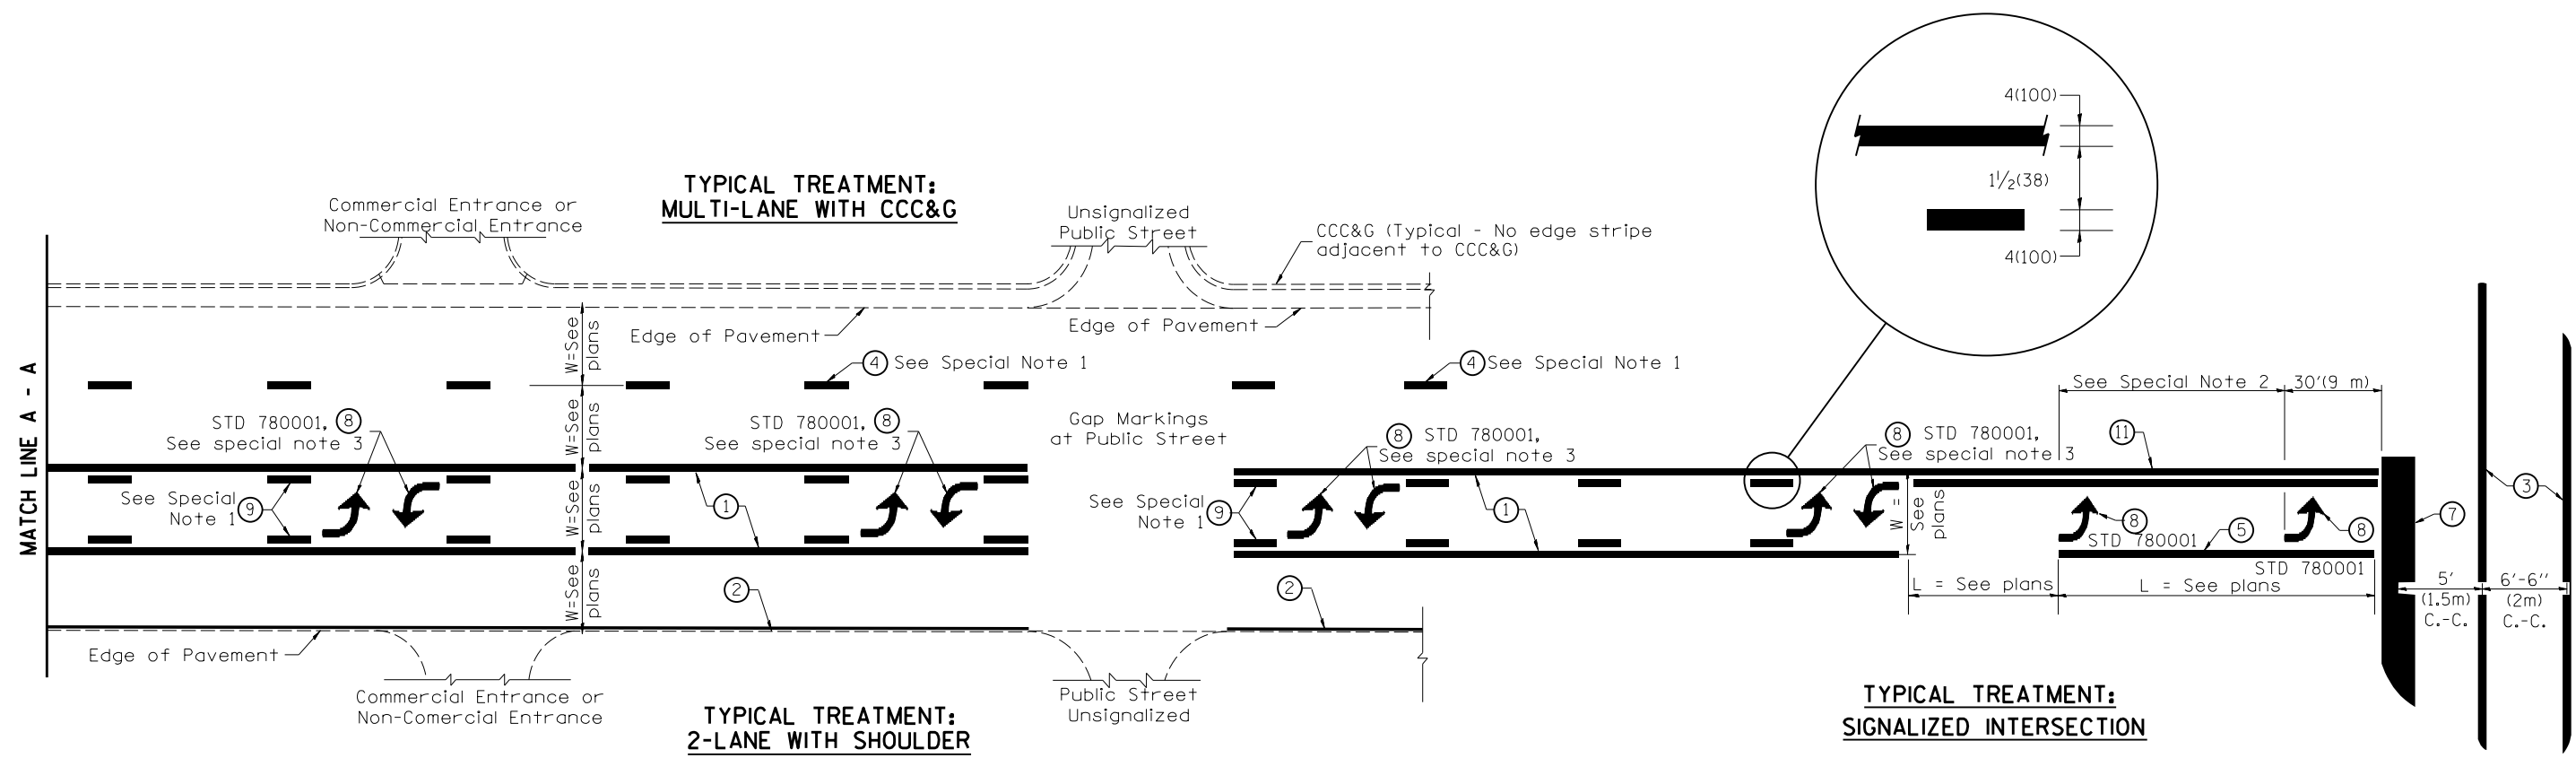 MATCH LINE A - A
TYPICAL TREATMENT:
MULTI-LANE WITH CCC&G
Commercial Entrance or
Non-Commercial Entrance
Unsignalized
Public Street
CCC&G (Typical - No edge stripe
adjacent to CCC&G)
4(100)
1½(38)
4(100)
Edge of Pavement
Edge of Pavement
W=See
plans
4 See Special Note 1
4 See Special Note 1
W=See
plans
STD 780001, 8
See special note 3
STD 780001, 8
See special note 3
Gap Markings
at Public Street
8 STD 780001,
See special note 3
8 STD 780001,
See special note 3
See Special Note 2
30'(9 m)
11
See Special
Note 1
9
W=See
plans
1
See Special
Note 1
9
1
W =
See
plans
8
STD 780001
5
8
STD 780001
7
3
W=See
plans
2
2
L = See plans
L = See plans
5'
(1.5m)
C.-C.
6'-6"
(2m)
C.-C.
Edge of Pavement
Commercial Entrance or
Non-Comercial Entrance
Public Street
Unsignalized
TYPICAL TREATMENT:
2-LANE WITH SHOULDER
TYPICAL TREATMENT:
SIGNALIZED INTERSECTION